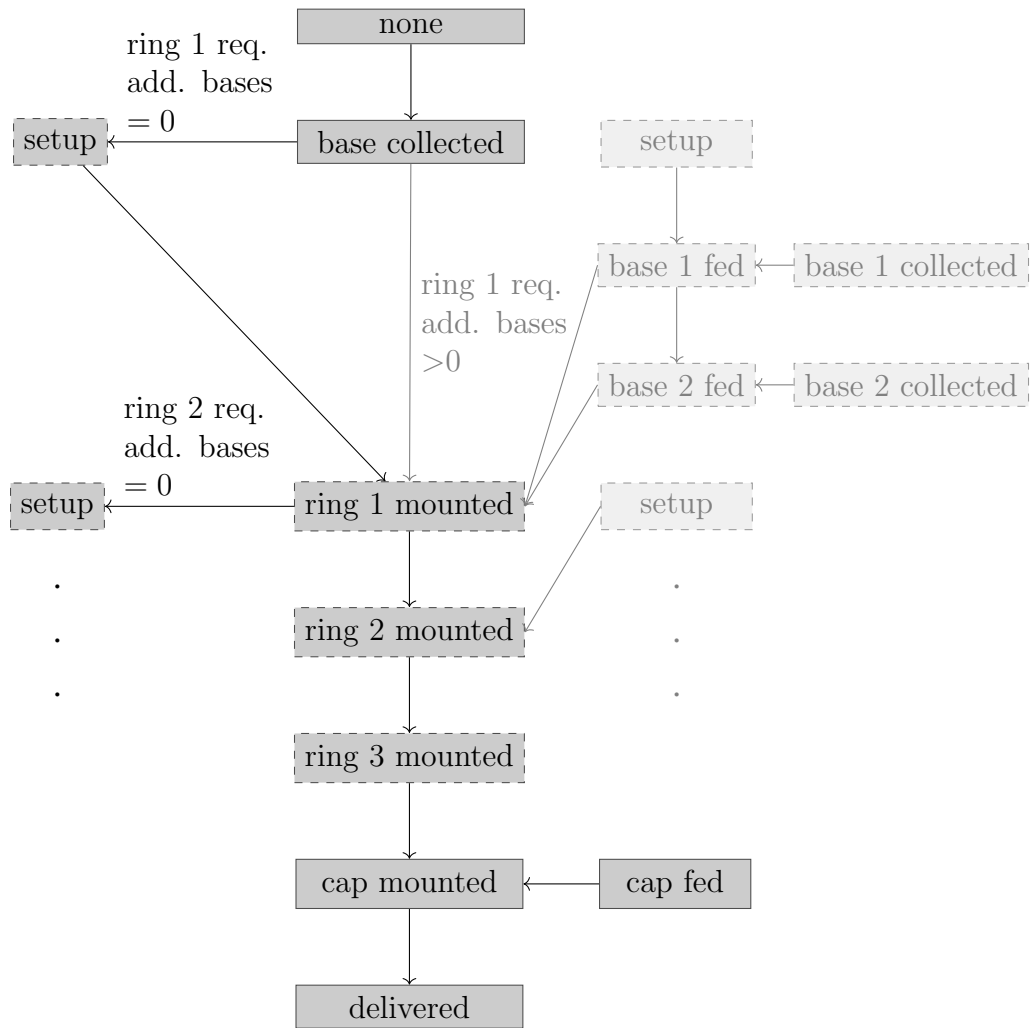 none
ring 1 req.
add. bases
= 0
setup
base collected
setup
base 1 fed
base 1 collected
ring 1 req.
add. bases
>0
base 2 fed
base 2 collected
ring 2 req.
add. bases
= 0
setup
ring 1 mounted
setup
.
.
.
.
.
.
ring 2 mounted
ring 3 mounted
cap mounted
cap fed
delivered